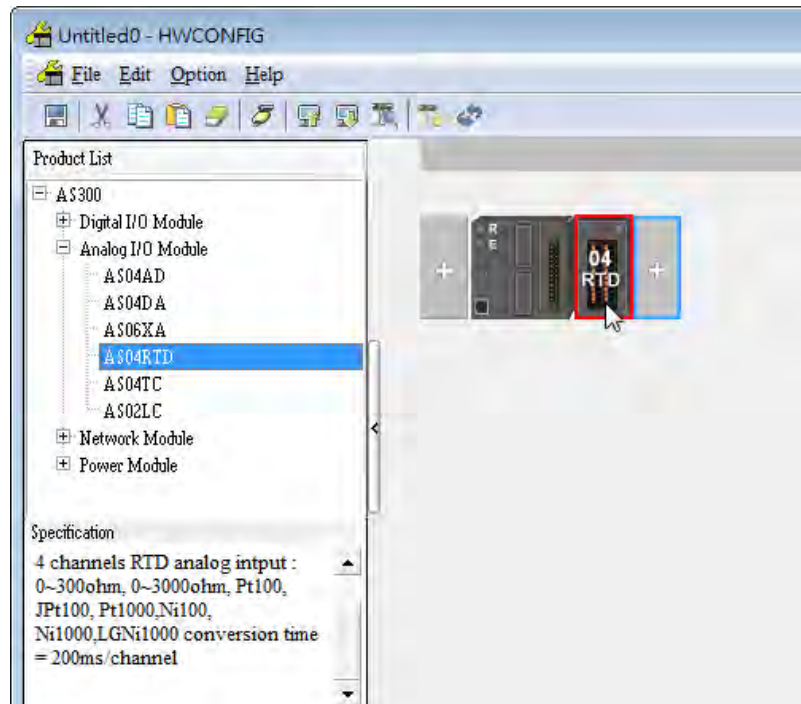 Untitled0 - HWCONFIG
File Edit Option Help
Product List
AS300
Digital I/O Module
Analog I/O Module
AS04AD
AS04DA
AS06XA
AS04RTD
AS04TC
AS02LC
Network Module
Power Module
R
E
04
RTD
Specification
4 channels RTD analog intput :
0~300ohm, 0~3000ohm, Pt100,
JPt100, Pt1000,Ni100,
Ni1000,LGNi1000 conversion time
= 200ms/channel